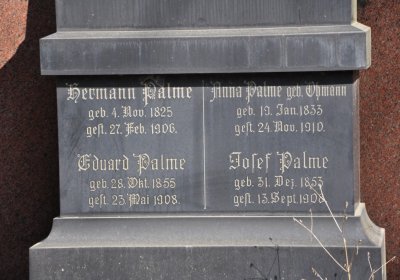 Hermann Palme
geb. 4. Nov. 1825
gest. 27. Feb. 1906.
Anna Palme geb. Ohmann
geb. 19. Jan. 1833
gest. 24. Nov. 1910.
Eduard Palme
geb. 28. Okt. 1855
gest. 23. Mai 1908.
Josef Palme
geb. 31. Dez. 1853
gest. 13. Sept. 1908